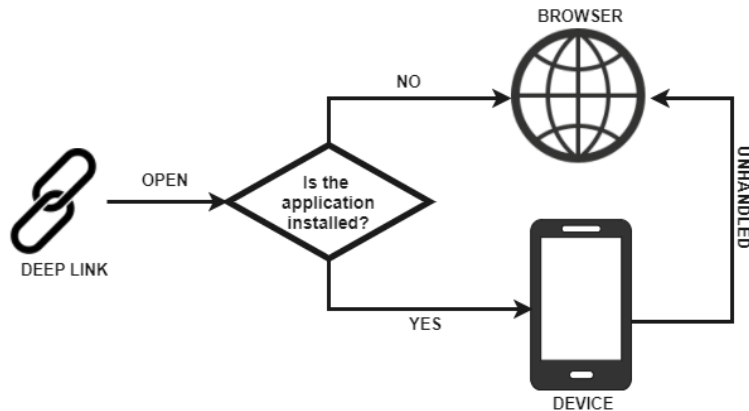 BROWSER
NO
OPEN
Is the
application
installed?
DEEP LINK
UNHANDLED
YES
DEVICE